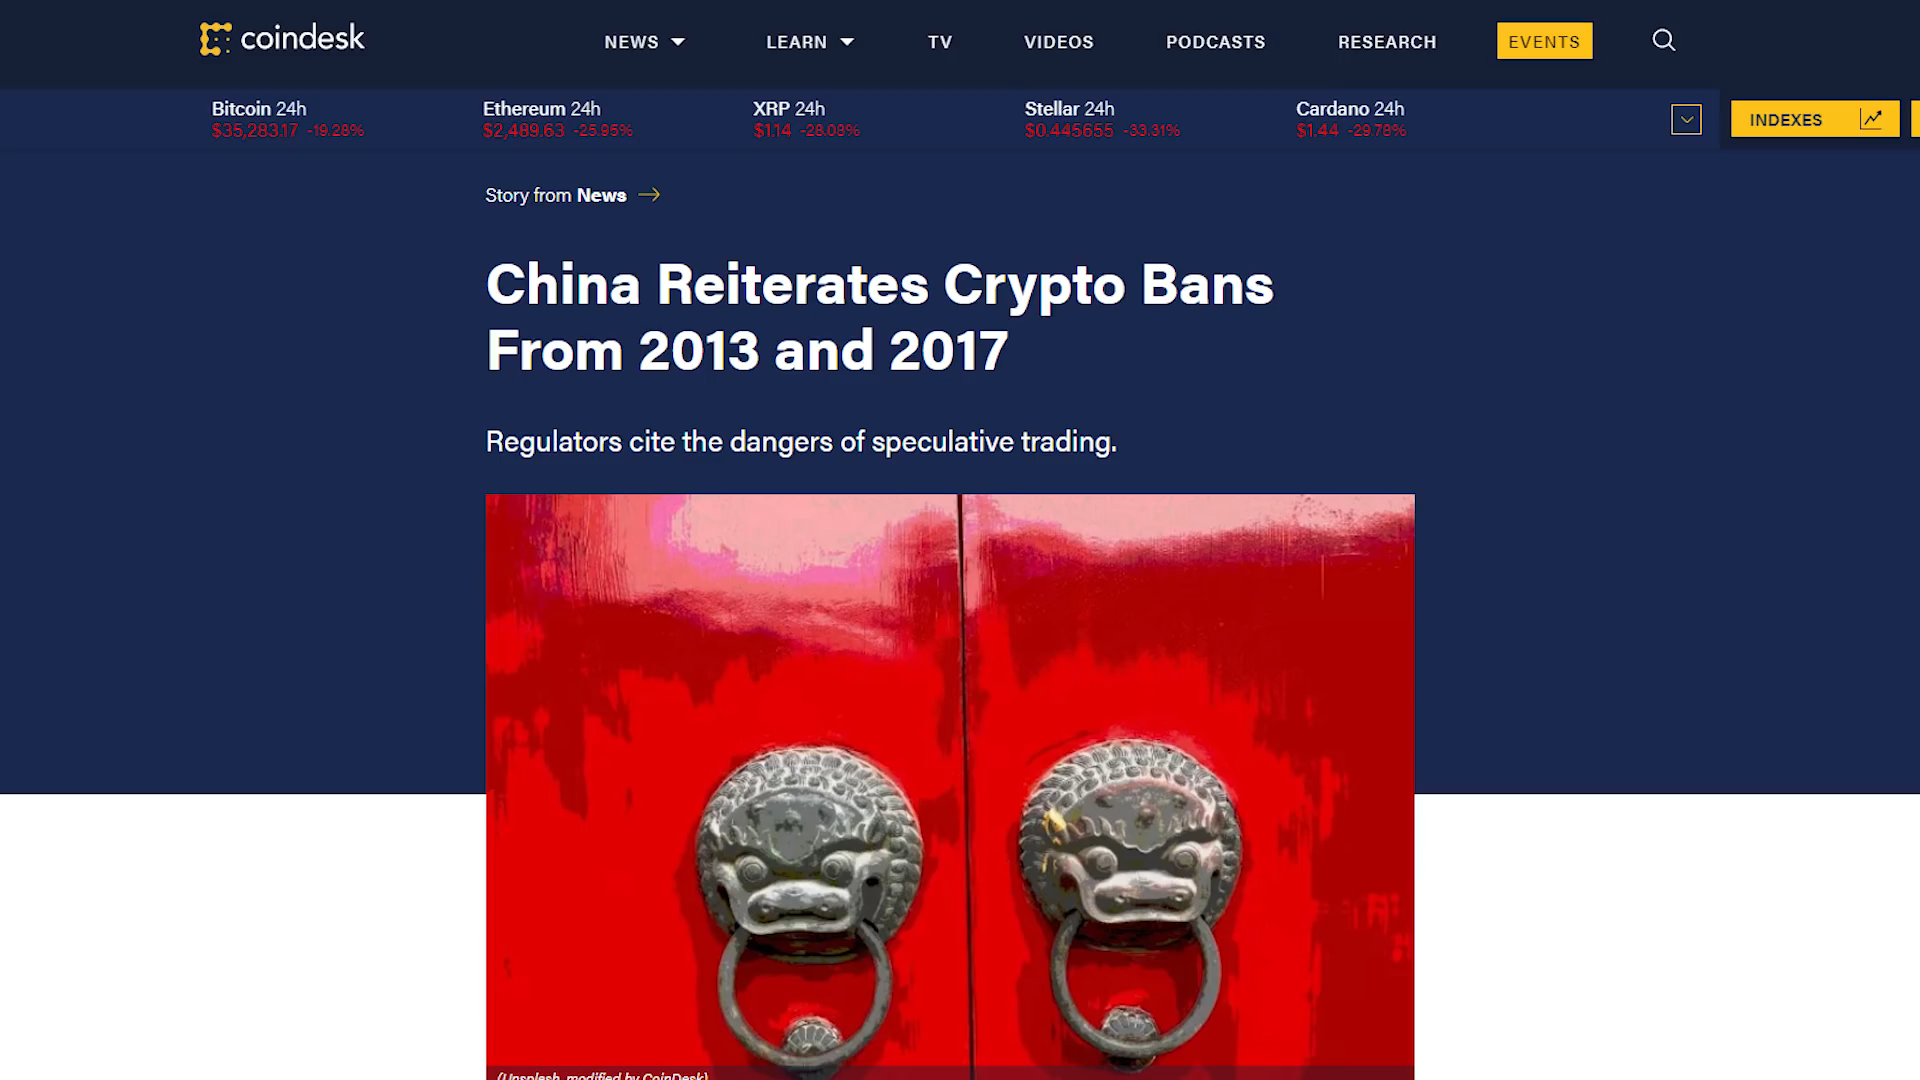 coindesk
NEWS LEARN TV VIDEOS PODCASTS RESEARCH EVENTS
Bitcoin 24h Ethereum 24h XRP 24h Stellar 24h Cardano 24h
$35,283.17 -19.28% $2,489.63 -25.95% $1.14 -28.08% $0.445655 -33.31% $1.44 -29.78%
INDEXES
Story from News
China Reiterates Crypto Bans
From 2013 and 2017
Regulators cite the dangers of speculative trading.
(Unsplesh, modified by CoinDesk)